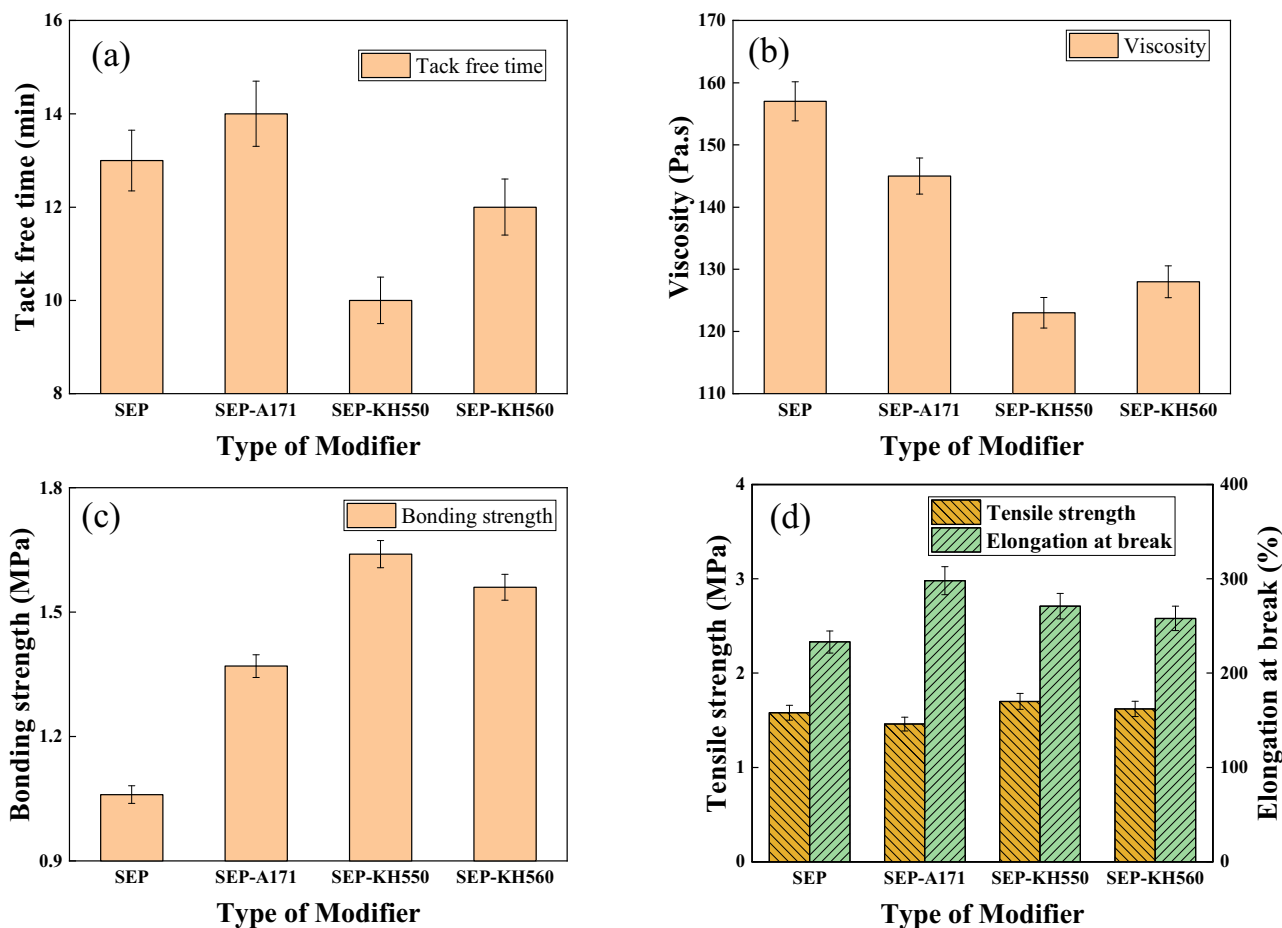 (a)
Tack free time
Tack free time (min)
16
14
12
10
8
SEP
SEP-A171
SEP-KH550
SEP-KH560
Type of Modifier
(b)
Viscosity
Viscosity (Pa.s)
170
160
150
140
130
120
110
SEP
SEP-A171
SEP-KH550
SEP-KH560
Type of Modifier
(c)
Bonding strength
Bonding strength (MPa)
1.8
1.5
1.2
0.9
SEP
SEP-A171
SEP-KH550
SEP-KH560
Type of Modifier
(d)
Tensile strength
Elongation at break
Tensile strength (MPa)
4
3
2
1
0
Elongation at break (%)
400
300
200
100
0
SEP
SEP-A171
SEP-KH550
SEP-KH560
Type of Modifier